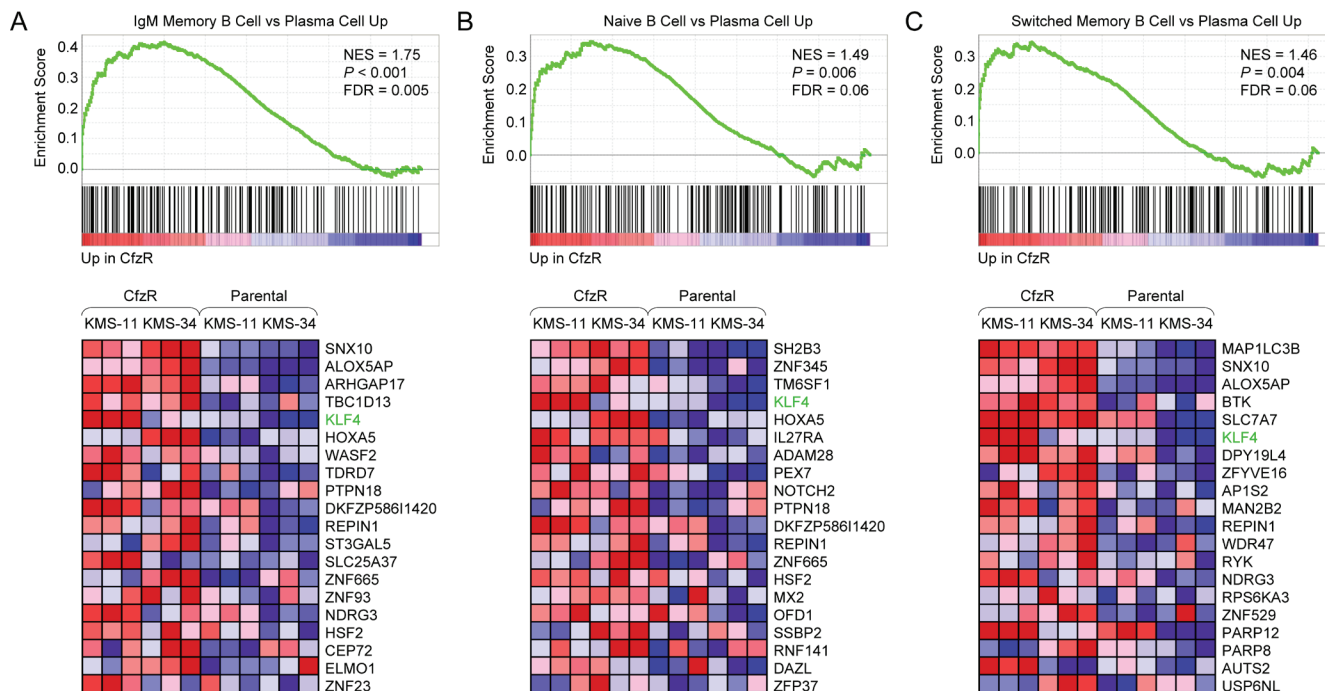 A
IgM Memory B Cell vs Plasma Cell Up
Enrichment Score
0.4
0.3
0.2
0.1
0.0
NES = 1.75
P < 0.001
FDR = 0.005
Up in CfzR
CfzR Parental
KMS-11 KMS-34 KMS-11 KMS-34
SNX10
ALOX5AP
ARHGAP17
TBC1D13
KLF4
HOXA5
WASF2
TDRD7
PTPN18
DKFZP586I1420
REPIN1
ST3GAL5
SLC25A37
ZNF665
ZNF93
NDRG3
HSF2
CEP72
ELMO1
ZNF23
B
Naive B Cell vs Plasma Cell Up
Enrichment Score
0.3
0.2
0.1
0.0
NES = 1.49
P = 0.006
FDR = 0.06
Up in CfzR
CfzR Parental
KMS-11 KMS-34 KMS-11 KMS-34
SH2B3
ZNF345
TM6SF1
KLF4
HOXA5
IL27RA
ADAM28
PEX7
NOTCH2
PTPN18
DKFZP586I1420
REPIN1
ZNF665
HSF2
MX2
OFD1
SSBP2
RNF141
DAZL
ZFP37
C
Switched Memory B Cell vs Plasma Cell Up
Enrichment Score
0.3
0.2
0.1
0.0
NES = 1.46
P = 0.004
FDR = 0.06
Up in CfzR
CfzR Parental
KMS-11 KMS-34 KMS-11 KMS-34
MAP1LC3B
SNX10
ALOX5AP
BTK
SLC7A7
KLF4
DPY19L4
ZFYVE16
AP1S2
MAN2B2
REPIN1
WDR47
RYK
NDRG3
RPS6KA3
ZNF529
PARP12
PARP8
AUTS2
USP6NL